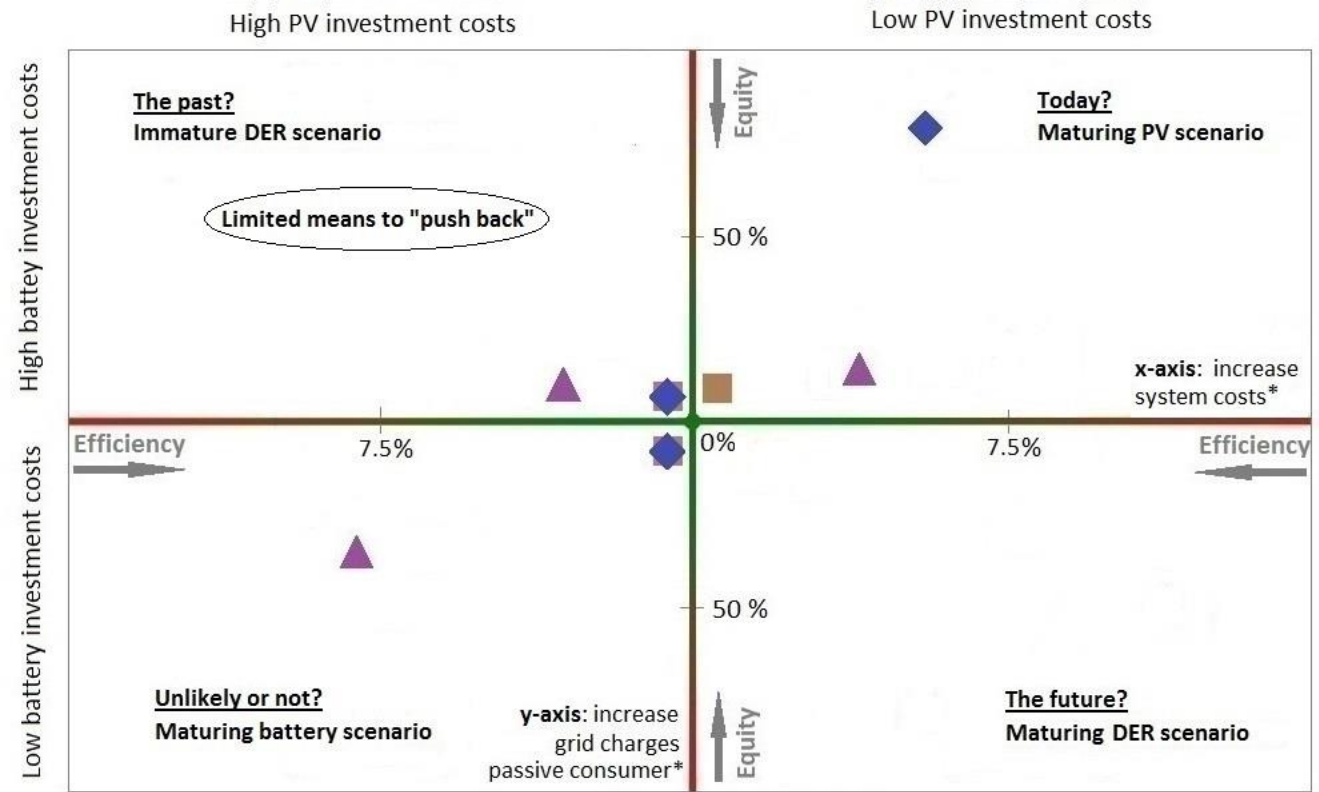 High PV investment costs
Low PV investment costs
High battey investment costs
Low battery investment costs
The past?
Immature DER scenario
Limited means to "push back"
Equity
Today?
Maturing PV scenario
50 %
x-axis: increase
system costs*
Efficiency
7.5%
0%
7.5%
Efficiency
50 %
Unlikely or not?
Maturing battery scenario
y-axis: increase
grid charges
passive consumer*
Equity
The future?
Maturing DER scenario